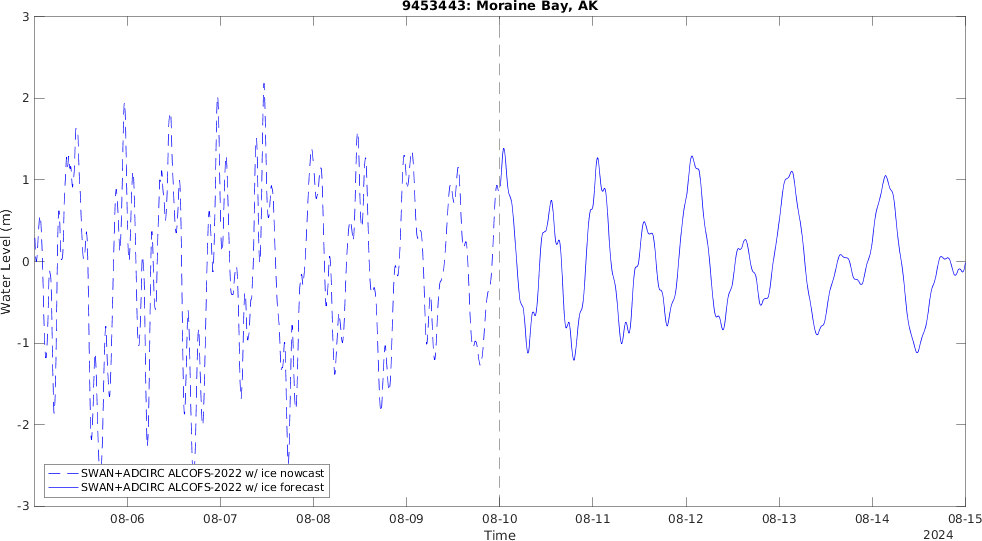 9453443: Moraine Bay, AK
Water Level (m)
3
2
1
0
-1
-2
-3
SWAN+ADCIRC ALCOFS-2022 w/ ice nowcast
SWAN+ADCIRC ALCOFS-2022 w/ ice forecast
08-06 08-07 08-08 08-09 08-10 08-11 08-12 08-13 08-14 08-15
Time
2024